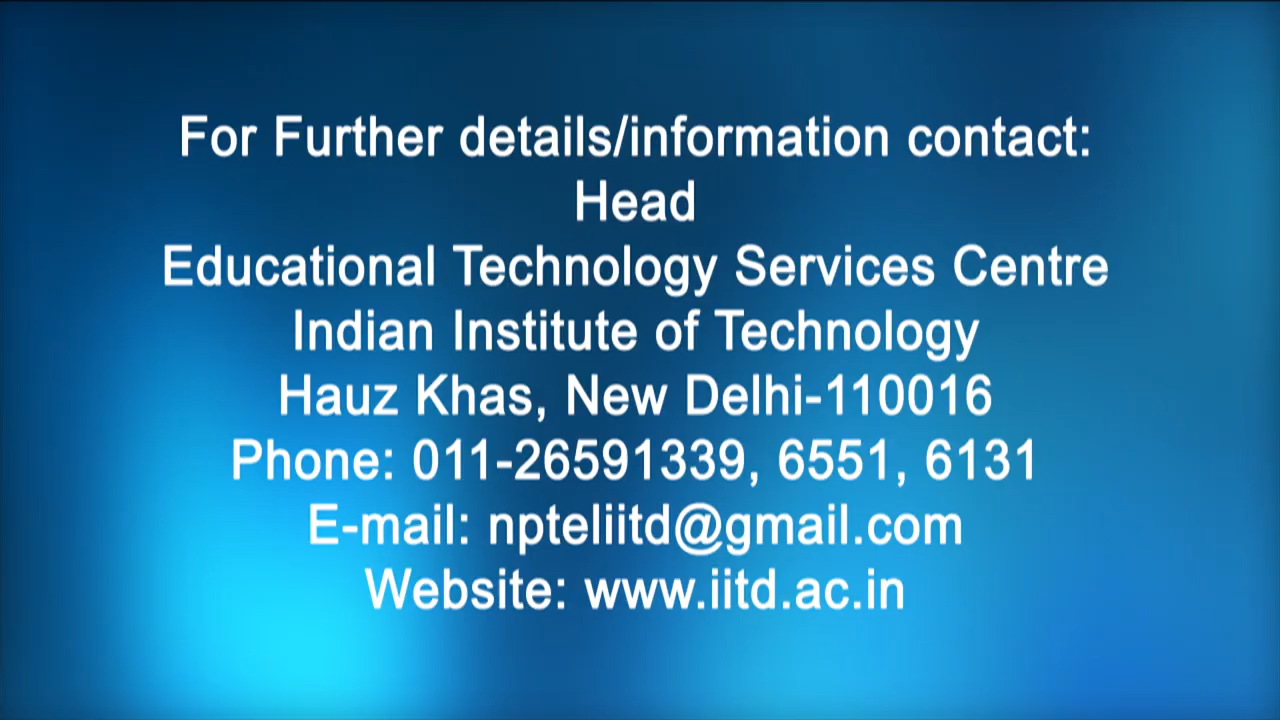 For Further details/information contact:
Head
Educational Technology Services Centre
Indian Institute of Technology
Hauz Khas, New Delhi-110016
Phone: 011-26591339, 6551, 6131
E-mail: npteliitd@gmail.com
Website: www.iitd.ac.in